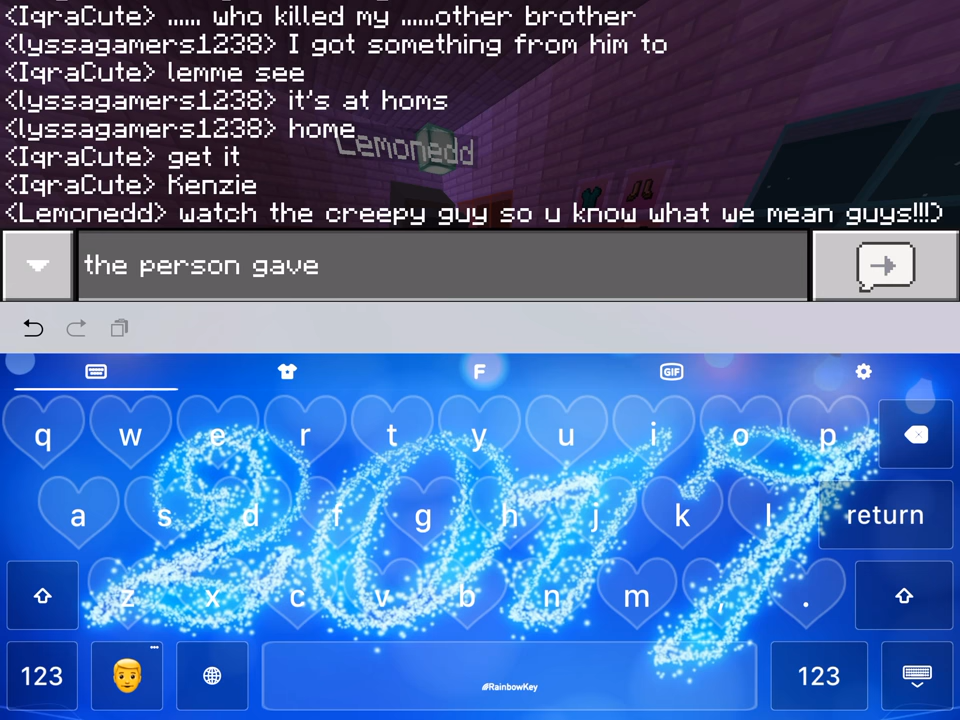 <IqraCute> ...... who killed my ......other brother
<lyssagamers1238> I got something from him to
<IqraCute> lemme see
<lyssagamers1238> it's at homs
<lyssagamers1238> home
Lemonedd
<IqraCute> get it
<IqraCute> Kenzie
<Lemonedd> watch the creepy guy so u know what we mean guys!!!)
the person gave
F GIF
2017
q w e r t y u i o p
a s d f g h j k l return
z x c v b n m , .
123 #RainbowKey 123